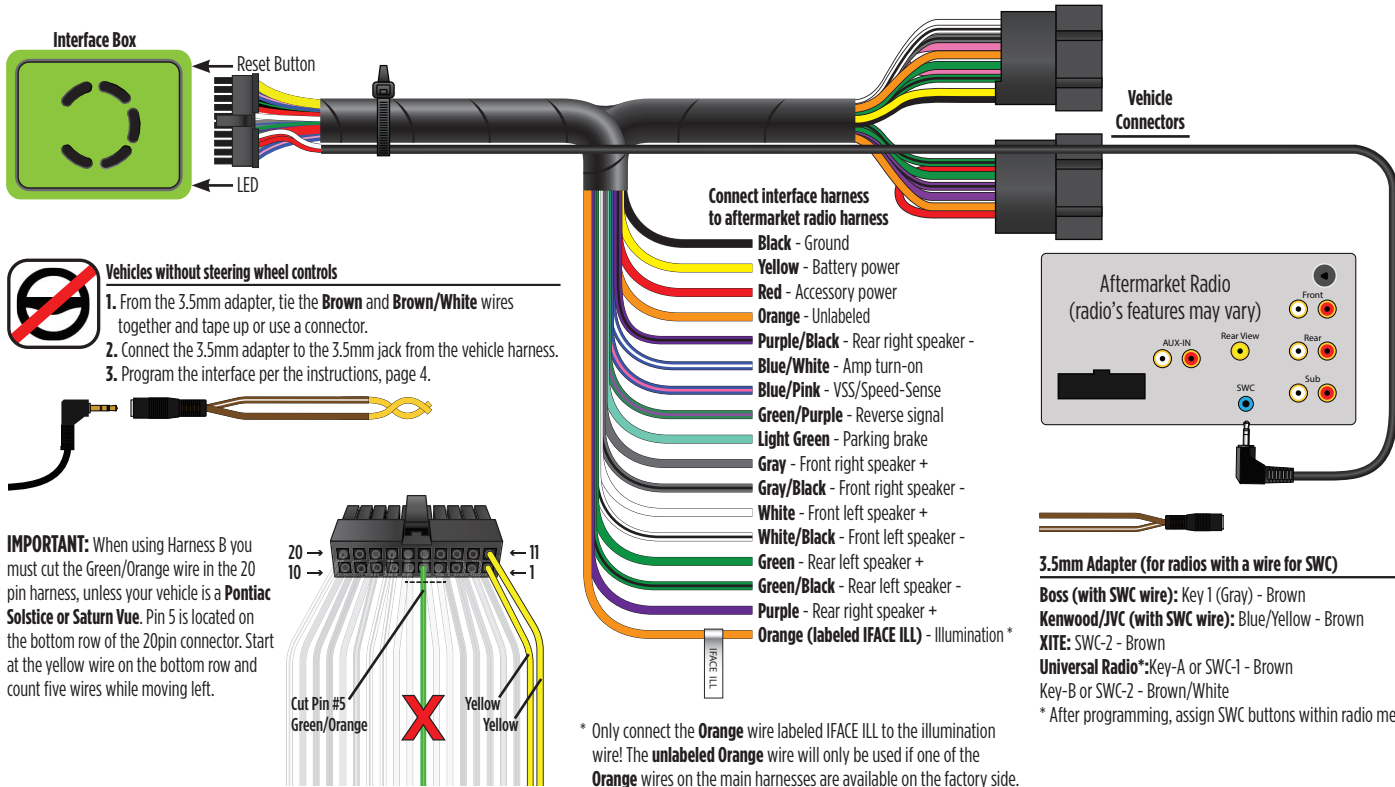 Interface Box
Reset Button
LED
Vehicle
Connectors
Connect interface harness
to aftermarket radio harness
Black - Ground
Yellow - Battery power
Red - Accessory power
Orange - Unlabeled
Purple/Black - Rear right speaker -
Blue/White - Amp turn-on
Blue/Pink - VSS/Speed-Sense
Green/Purple - Reverse signal
Light Green - Parking brake
Gray - Front right speaker +
Gray/Black - Front right speaker -
White - Front left speaker +
White/Black - Front left speaker -
Green - Rear left speaker +
Green/Black - Rear left speaker -
Purple - Rear right speaker +
Orange (labeled IFACE ILL) - Illumination *
IFACE ILL
Vehicles without steering wheel controls
1. From the 3.5mm adapter, tie the Brown and Brown/White wires
together and tape up or use a connector.
2. Connect the 3.5mm adapter to the 3.5mm jack from the vehicle harness.
3. Program the interface per the instructions, page 4.
Aftermarket Radio
(radio's features may vary)
Front
AUX-IN
Rear View
Rear
SWC
Sub
IMPORTANT: When using Harness B you
must cut the Green/Orange wire in the 20
pin harness, unless your vehicle is a Pontiac
Solstice or Saturn Vue. Pin 5 is located on
the bottom row of the 20pin connector. Start
at the yellow wire on the bottom row and
count five wires while moving left.
20
11
10
1
Cut Pin #5
Green/Orange
Yellow
Yellow
X
3.5mm Adapter (for radios with a wire for SWC)
Boss (with SWC wire): Key 1 (Gray) - Brown
Kenwood/JVC (with SWC wire): Blue/Yellow - Brown
XITE: SWC-2 - Brown
Universal Radio*:Key-A or SWC-1 - Brown
Key-B or SWC-2 - Brown/White
* After programming, assign SWC buttons within radio me
* Only connect the Orange wire labeled IFACE ILL to the illumination
wire! The unlabeled Orange wire will only be used if one of the
Orange wires on the main harnesses are available on the factory side.